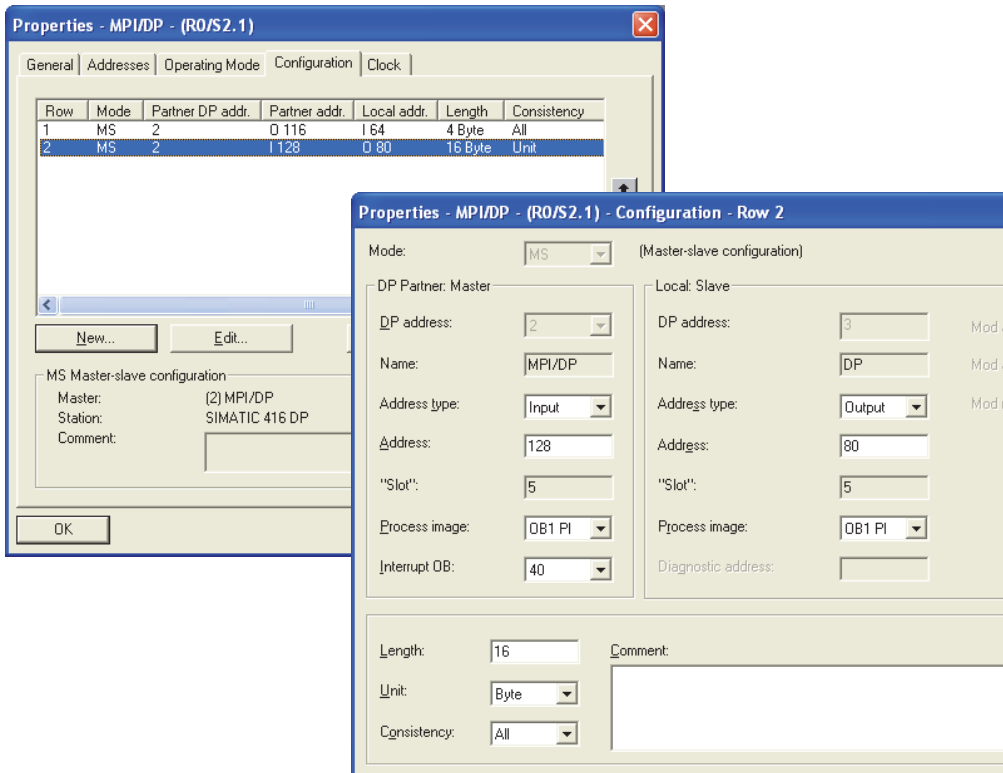 Properties - MPI/DP - (R0/S2.1)
General Addresses Operating Mode Configuration Clock
Row Mode Partner DP addr. Partner addr. Local addr. Length Consistency
1 MS 2 O 116 I 64 4 Byte All
2 MS 2 I 128 O 80 16 Byte Unit
New... Edit...
MS Master-slave configuration
Master: (2) MPI/DP
Station: SIMATIC 416 DP
Comment:
OK
Properties - MPI/DP - (R0/S2.1) - Configuration - Row 2
Mode: MS (Master-slave configuration)
DP Partner: Master
DP address: 2
Name: MPI/DP
Address type: Input
Address: 128
"Slot": 5
Process image: OB1 PI
Interrupt OB: 40
Local: Slave
DP address: 3 Mod
Name: DP Mod
Address type: Output Mod
Address: 80
"Slot": 5
Process image: OB1 PI
Diagnostic address:
Length: 16
Unit: Byte
Consistency: All
Comment: